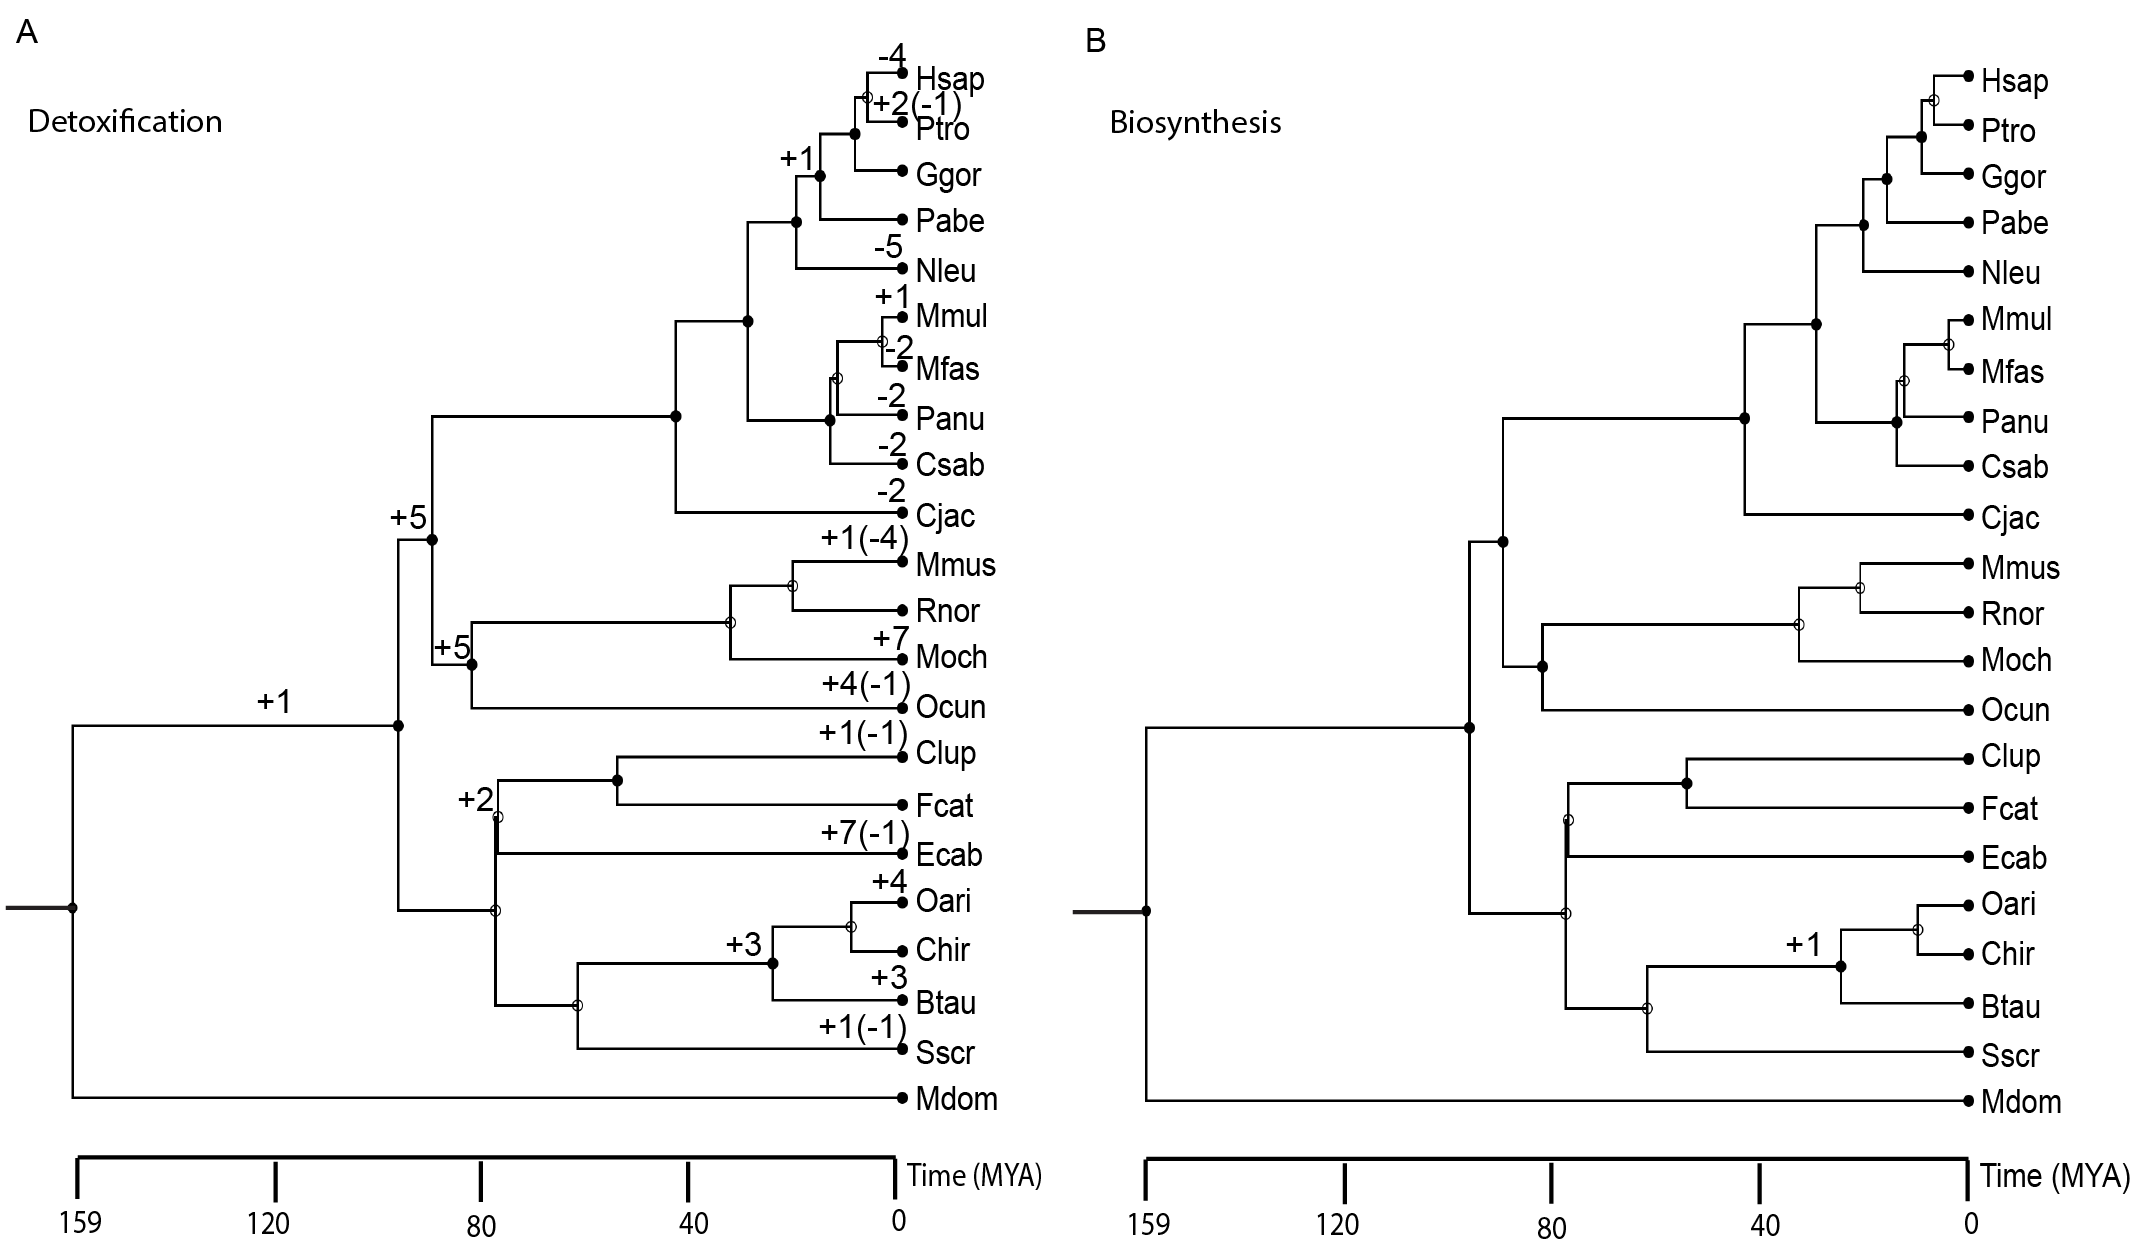 A
Detoxification
-4
Hsap
+2(-1)
Ptro
+1
Ggor
Pabe
-5
Nleu
+1
Mmul
-2
Mfas
-2
Panu
-2
Csab
-2
Cjac
+5
+1(-4)
Mmus
Rnor
+5
+7
Moch
+4(-1)
Ocun
+1
+1(-1)
Clup
+2
Fcat
+7(-1)
Ecab
+4
Oari
+3
Chir
+3
Btau
+1(-1)
Sscr
Mdom
Time (MYA)
159 120 80 40 0
B
Biosynthesis
Hsap
Ptro
Ggor
Pabe
Nleu
Mmul
Mfas
Panu
Csab
Cjac
Mmus
Rnor
Moch
Ocun
Clup
Fcat
Ecab
Oari
+1
Chir
Btau
Sscr
Mdom
Time (MYA)
159 120 80 40 0